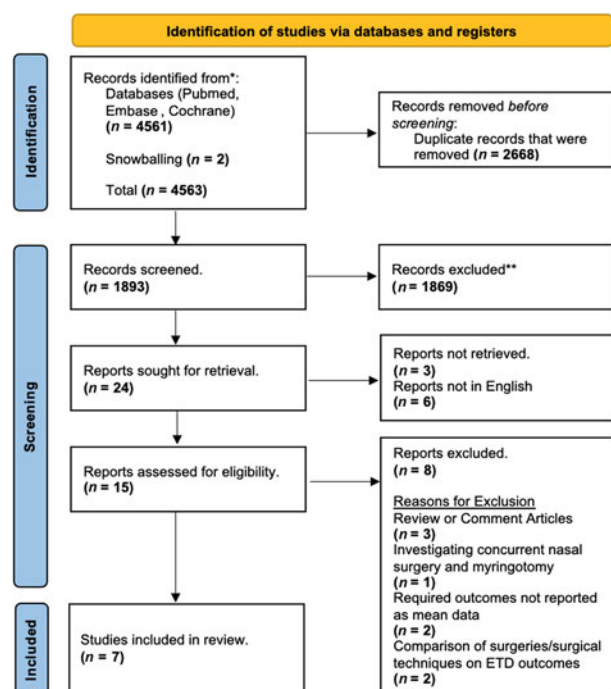 Identification of studies via databases and registers
Identification
Records identified from*:
Databases (Pubmed,
Embase , Cochrane)
(n = 4561)
Snowballing (n = 2)
Total (n = 4563)
Records removed before
screening:
Duplicate records that were
removed (n = 2668)
Screening
Records screened.
(n = 1893)
Records excluded**
(n = 1869)
Reports sought for retrieval.
(n = 24)
Reports not retrieved.
(n = 3)
Reports not in English
(n = 6)
Reports assessed for eligibility.
(n = 15)
Reports excluded.
(n = 8)
Reasons for Exclusion
Review or Comment Articles
(n = 3)
Investigating concurrent nasal
surgery and myringotomy
(n = 1)
Required outcomes not reported
as mean data
(n = 2)
Comparison of surgeries/surgical
techniques on ETD outcomes
(n = 2)
Included
Studies included in review.
(n = 7)